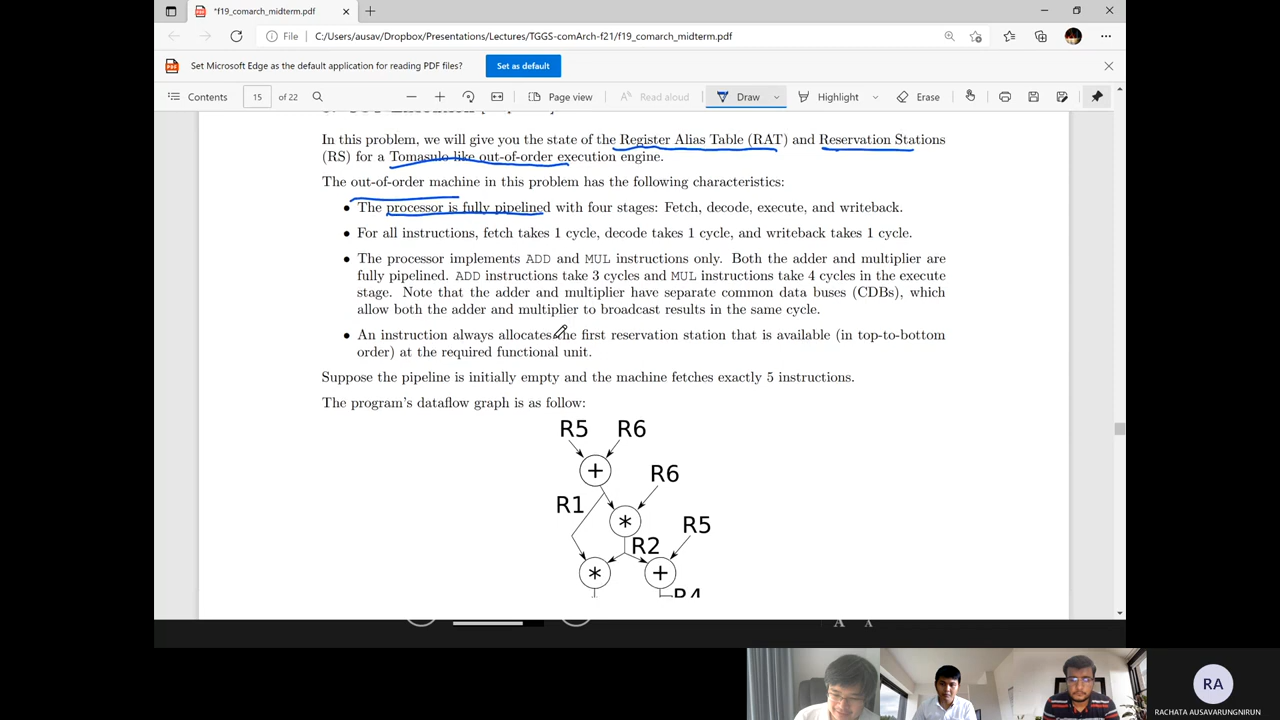 *f19_comarch_midterm.pdf
File C:/Users/ausav/Dropbox/Presentations/Lectures/TGGS-comArch-f21/f19_comarch_midterm.pdf
Set Microsoft Edge as the default application for reading PDF files? Set as default
Contents 15 of 22 Page view Read aloud Draw Highlight Erase
In this problem, we will give you the state of the Register Alias Table (RAT) and Reservation Stations
(RS) for a Tomasulo-like out-of-order execution engine.
The out-of-order machine in this problem has the following characteristics:
• The processor is fully pipelined with four stages: Fetch, decode, execute, and writeback.
• For all instructions, fetch takes 1 cycle, decode takes 1 cycle, and writeback takes 1 cycle.
• The processor implements ADD and MUL instructions only. Both the adder and multiplier are
fully pipelined. ADD instructions take 3 cycles and MUL instructions take 4 cycles in the execute
stage. Note that the adder and multiplier have separate common data buses (CDBs), which
allow both the adder and multiplier to broadcast results in the same cycle.
• An instruction always allocates the first reservation station that is available (in top-to-bottom
order) at the required functional unit.
Suppose the pipeline is initially empty and the machine fetches exactly 5 instructions.
The program's dataflow graph is as follow:
R5 R6
+
R6
R1
*
R5
R2
* +
R4
A A
RA
RACHATA AUSAVARUNGNIRUN